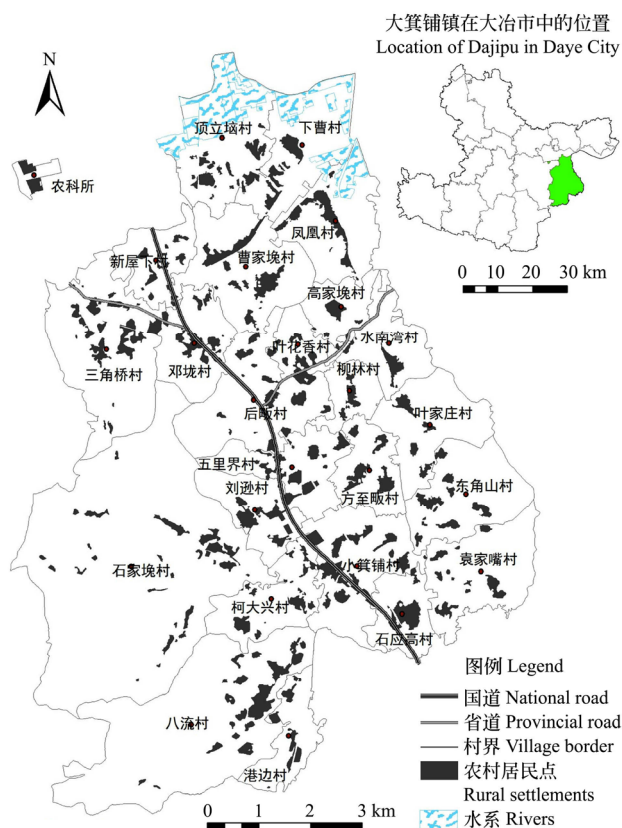 大箕铺镇在大冶市中的位置
Location of Dajipu in Daye City
N
顶立垴村
下曹村
农科所
凤凰村
新屋下村
曹家堍村
0 10 20 30 km
高家堍村
水南湾村
叶花香村
三角桥村
邓垅村
柳林村
后畈村
叶家庄村
五里界村
刘逊村
方至畈村
东角山村
石家堍村
小箕铺村
袁家嘴村
柯大兴村
石应高村
图例 Legend
国道 National road
省道 Provincial road
村界 Village border
农村居民点
Rural settlements
水系 Rivers
八流村
港边村
0 1 2 3 km